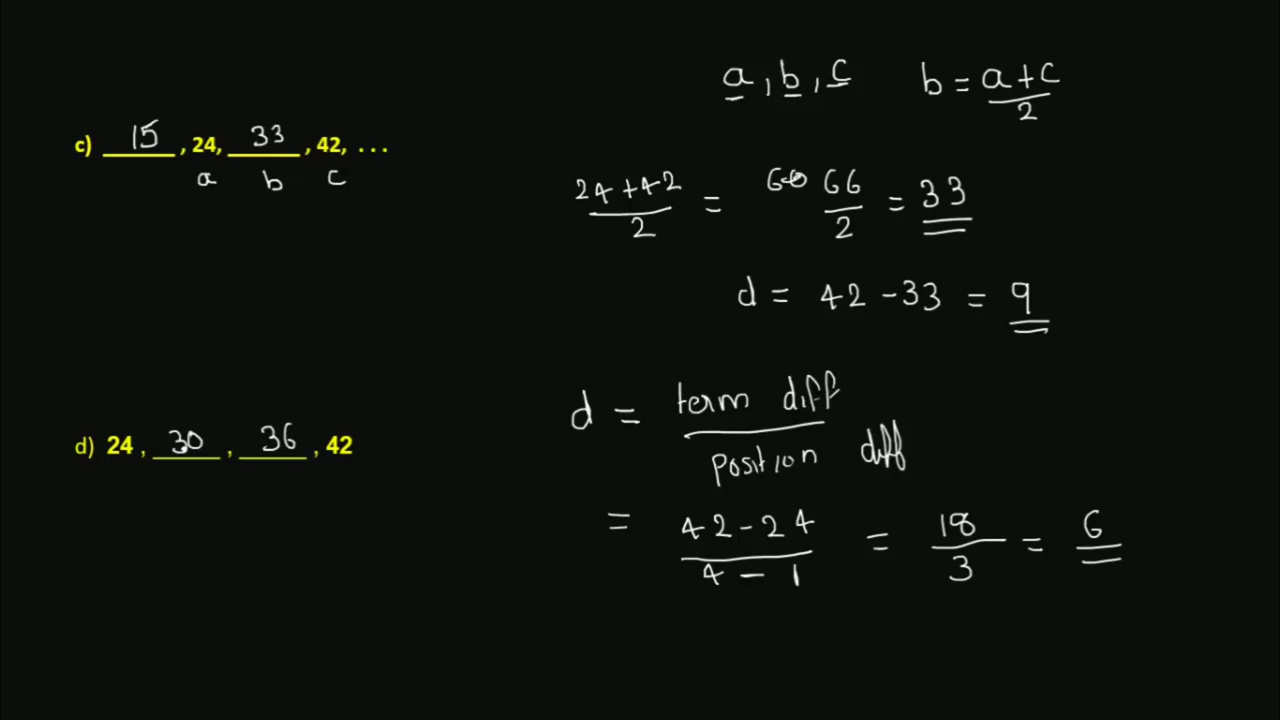 a , b , c b = a+c / 2
c) 15 , 24, 33 , 42, ...
a b c
24+42 / 2 = 66 / 2 = 33
d = 42 - 33 = 9
d = term diff / position diff
d) 24 , 30 , 36 , 42
= 42-24 / 4-1 = 18 / 3 = 6